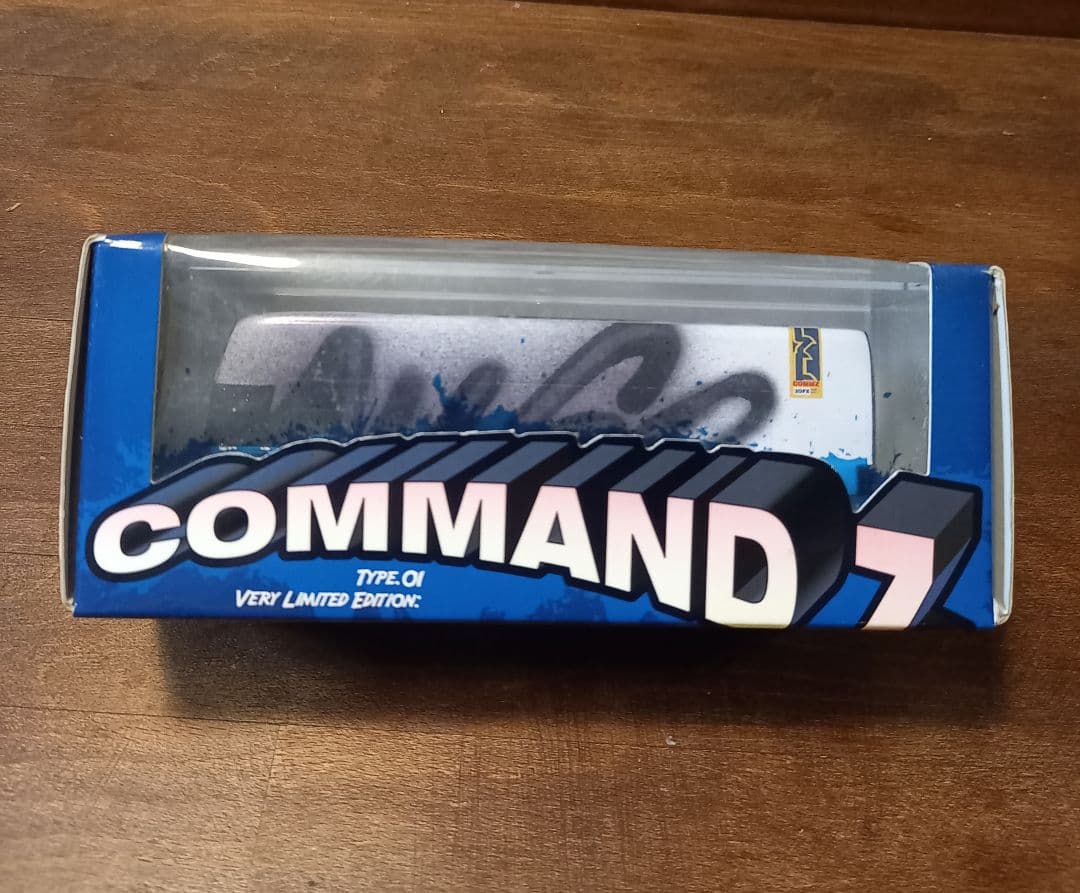 COMMAND 7
TYPE.01
VERY LIMITED EDITION: